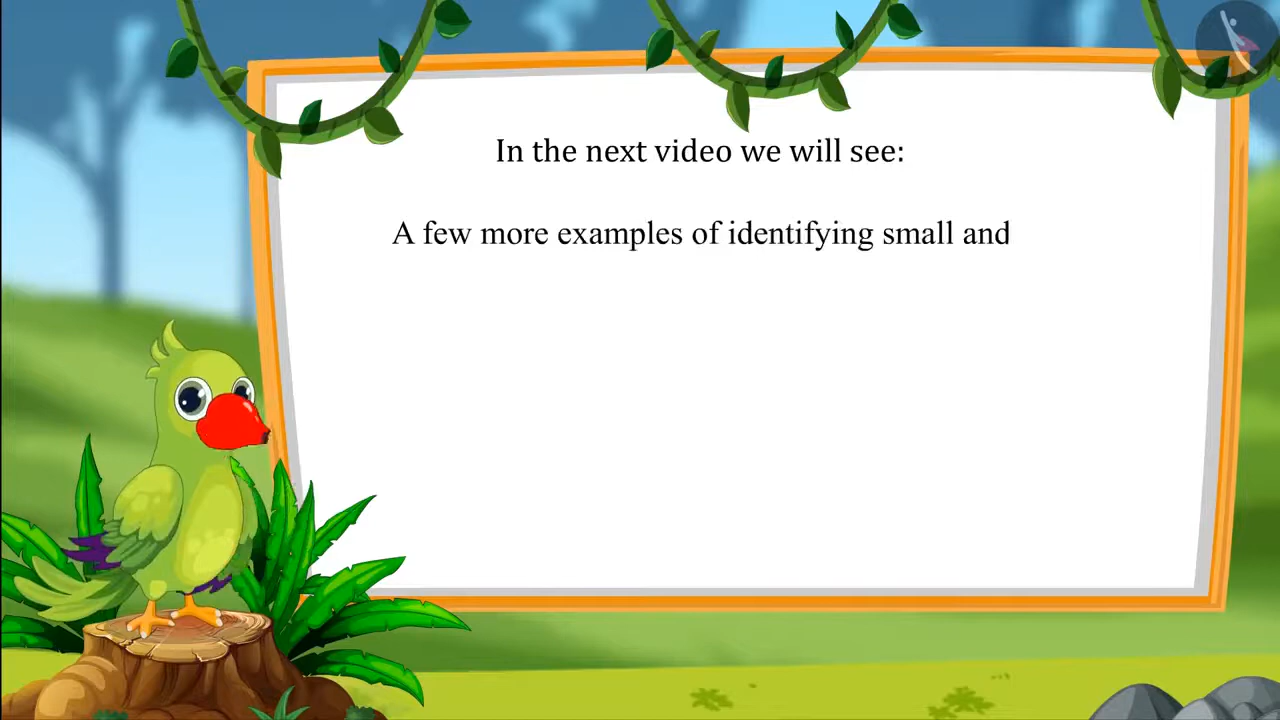 In the next video we will see:
A few more examples of identifying small and